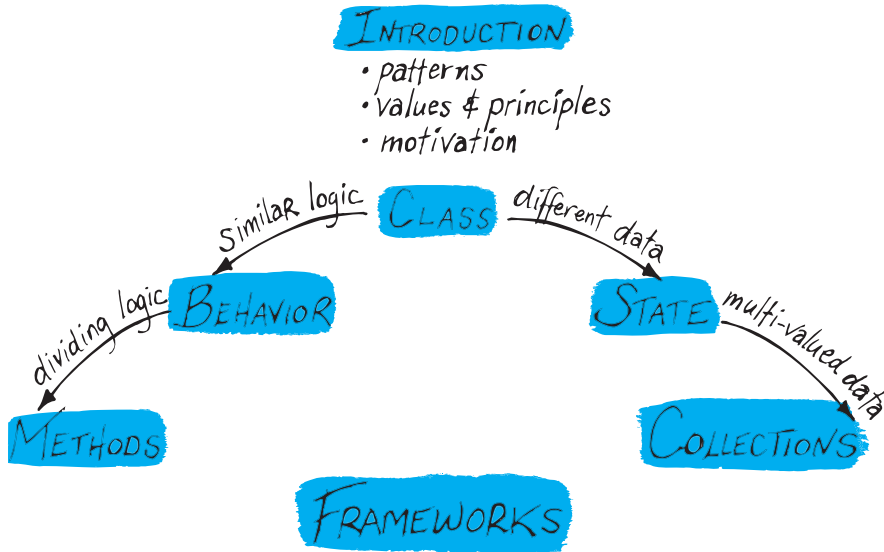 INTRODUCTION
• patterns
• values & principles
• motivation
similar logic
CLASS
different data
dividing logic
BEHAVIOR
STATE
multi-valued data
METHODS
COLLECTIONS
FRAMEWORKS